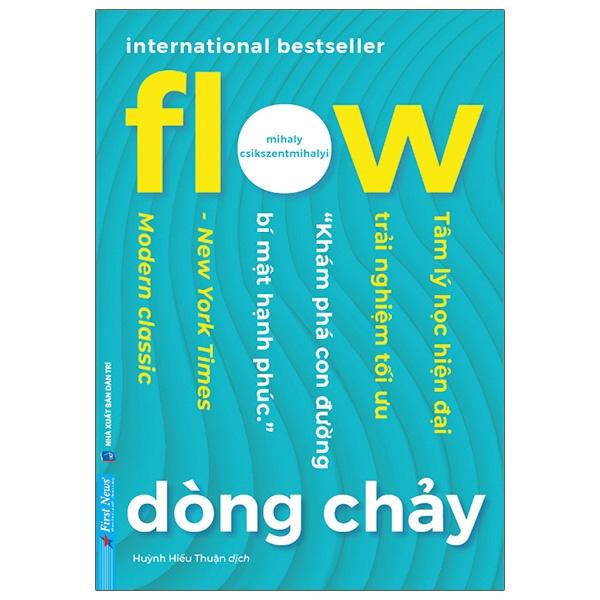 international bestseller
flow
mihaly
csikszentmihalyi
Tâm lý học hiện đại
trải nghiệm tối ưu
“Khám phá con đường
bí mật hạnh phúc.”
- New York Times
Modern classic
NHÀ XUẤT BẢN DÂN TRÍ
First News
dòng chảy
Huỳnh Hiếu Thuận dịch